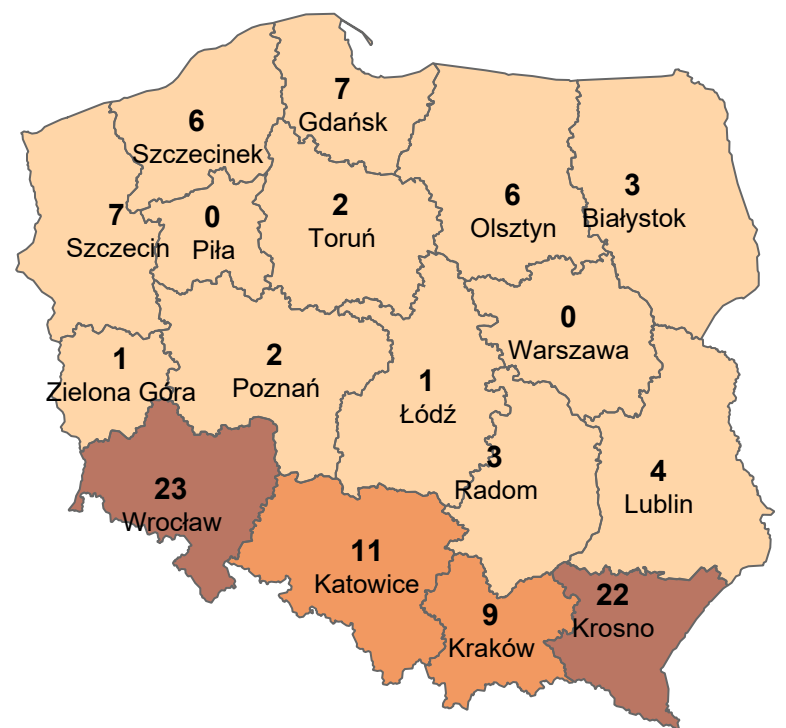 7
Gdańsk
6
Szczecinek
3
Białystok
6
Olsztyn
2
Toruń
0
Piła
7
Szczecin
0
Warszawa
1
Zielona Góra
2
Poznań
1
Łódź
3
Radom
4
Lublin
23
Wrocław
11
Katowice
22
Krosno
9
Kraków